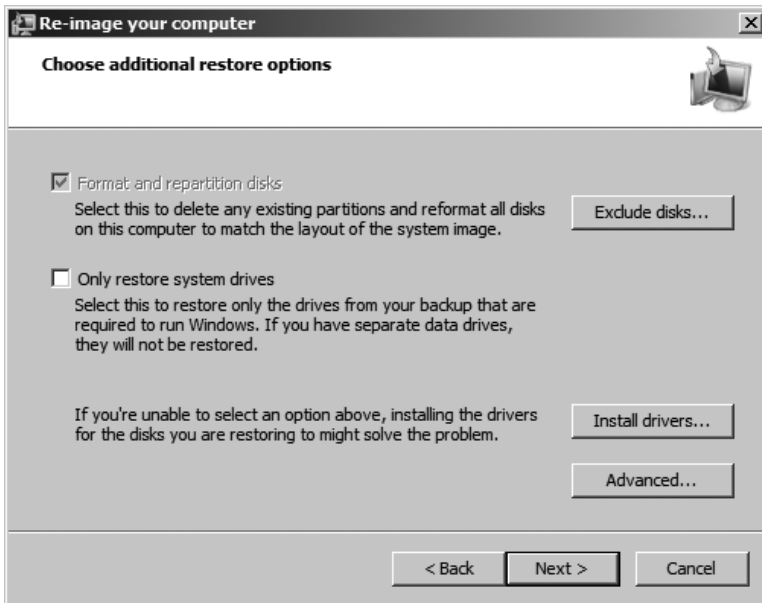 Re-image your computer
Choose additional restore options
Format and repartition disks
Select this to delete any existing partitions and reformat all disks
on this computer to match the layout of the system image.
Exclude disks...
Only restore system drives
Select this to restore only the drives from your backup that are
required to run Windows. If you have separate data drives,
they will not be restored.
If you're unable to select an option above, installing the drivers
for the disks you are restoring to might solve the problem.
Install drivers...
Advanced...
< Back
Next >
Cancel